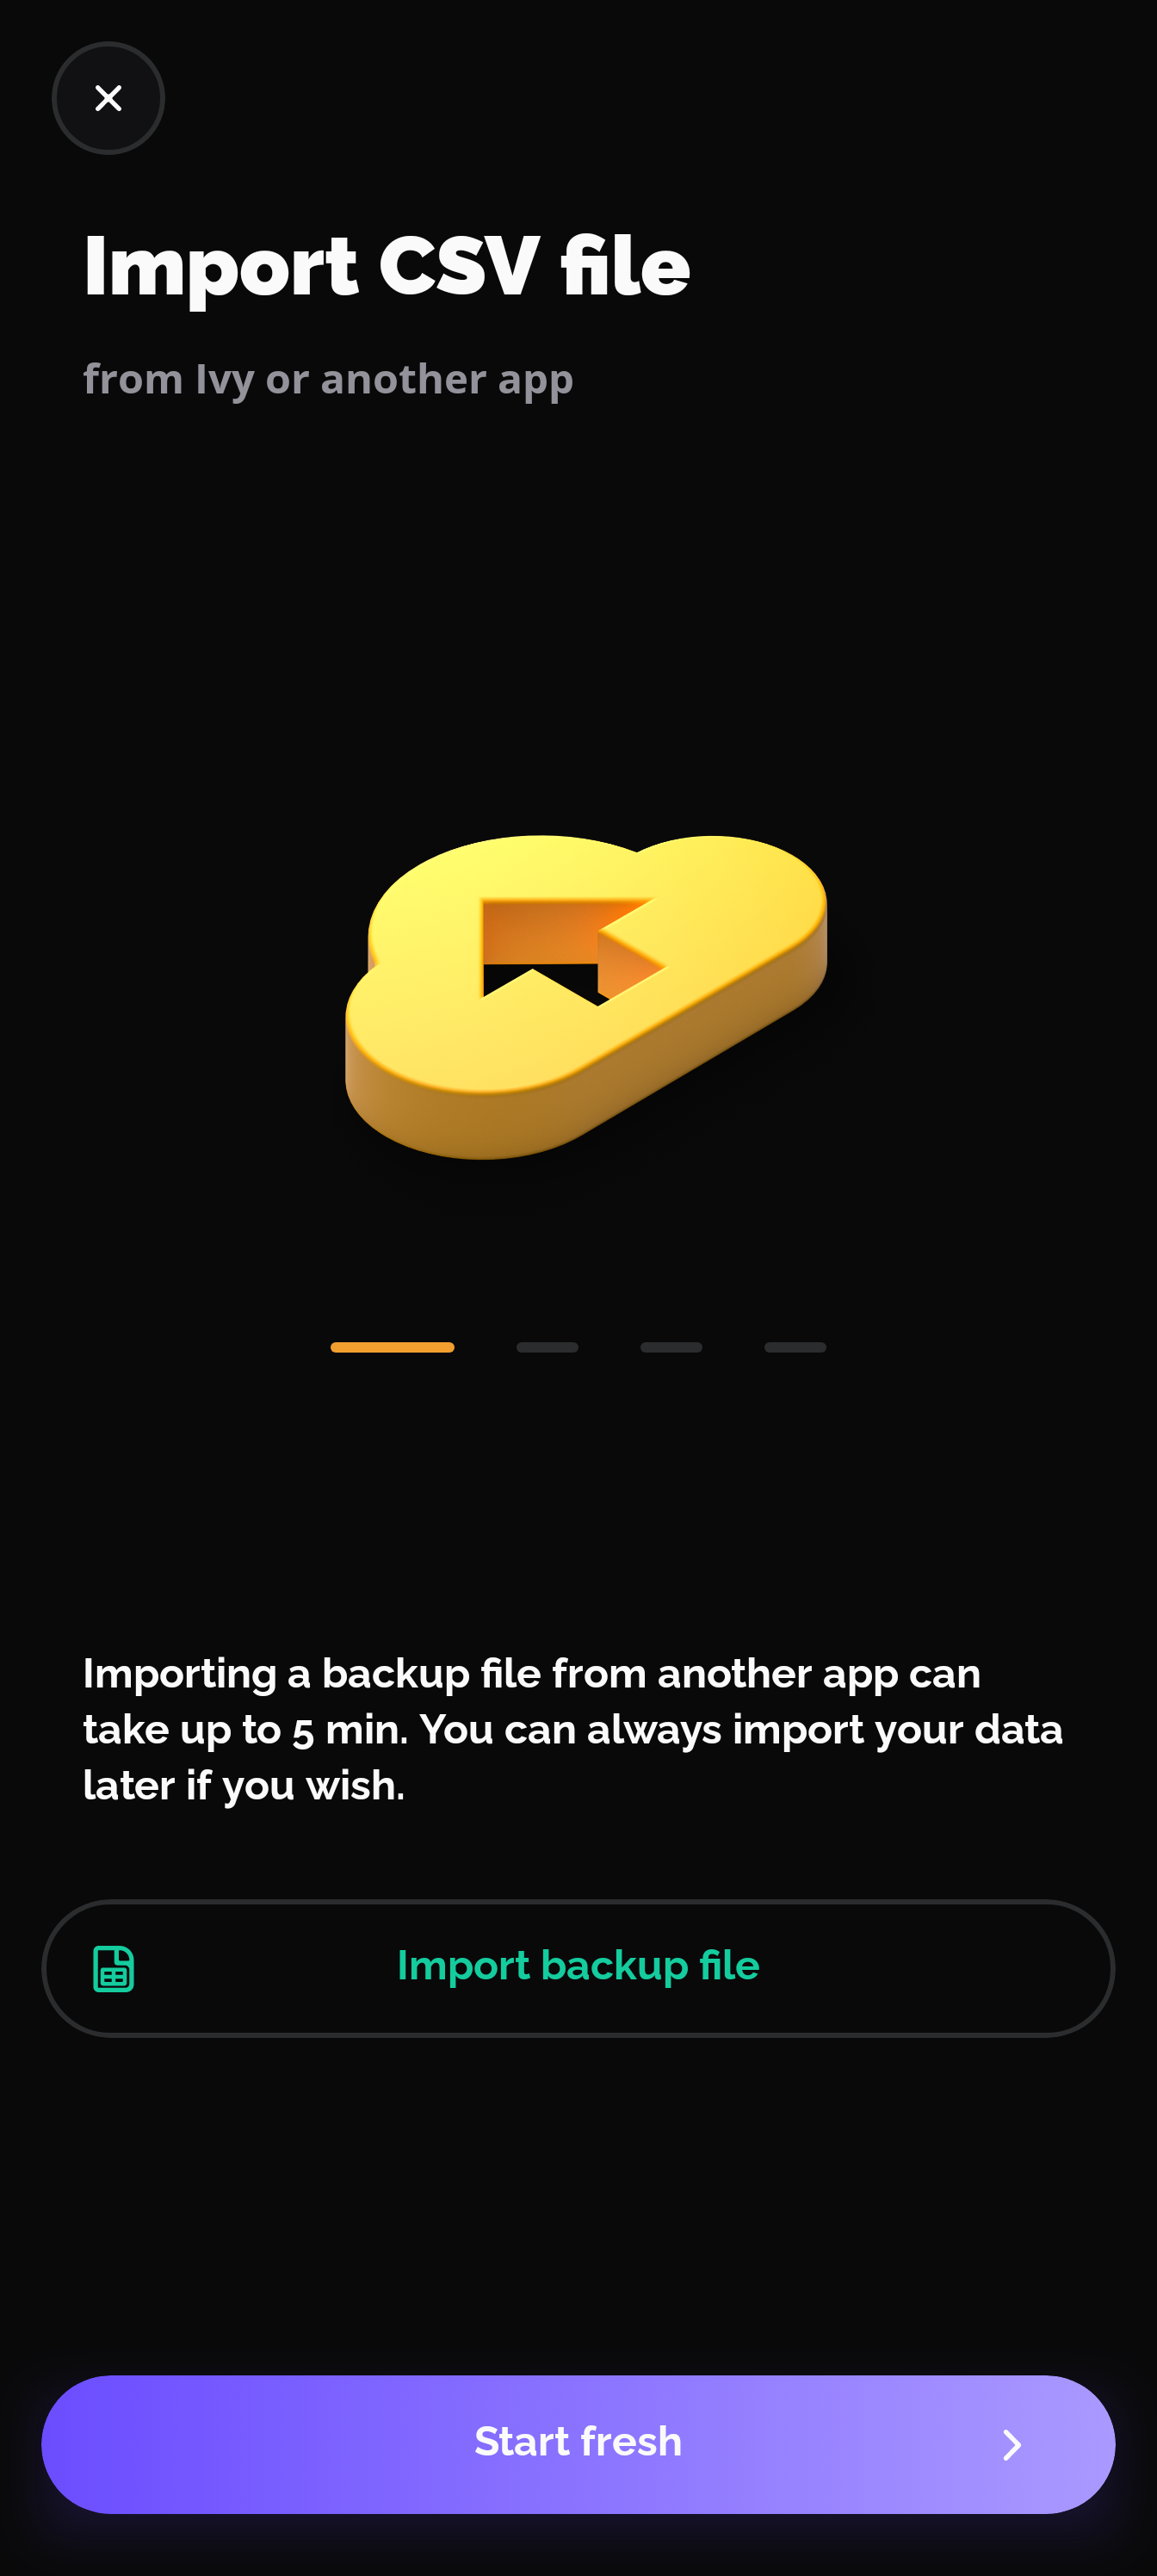 Import CSV file
from Ivy or another app
Importing a backup file from another app can
take up to 5 min. You can always import your data
later if you wish.
Import backup file
Start fresh